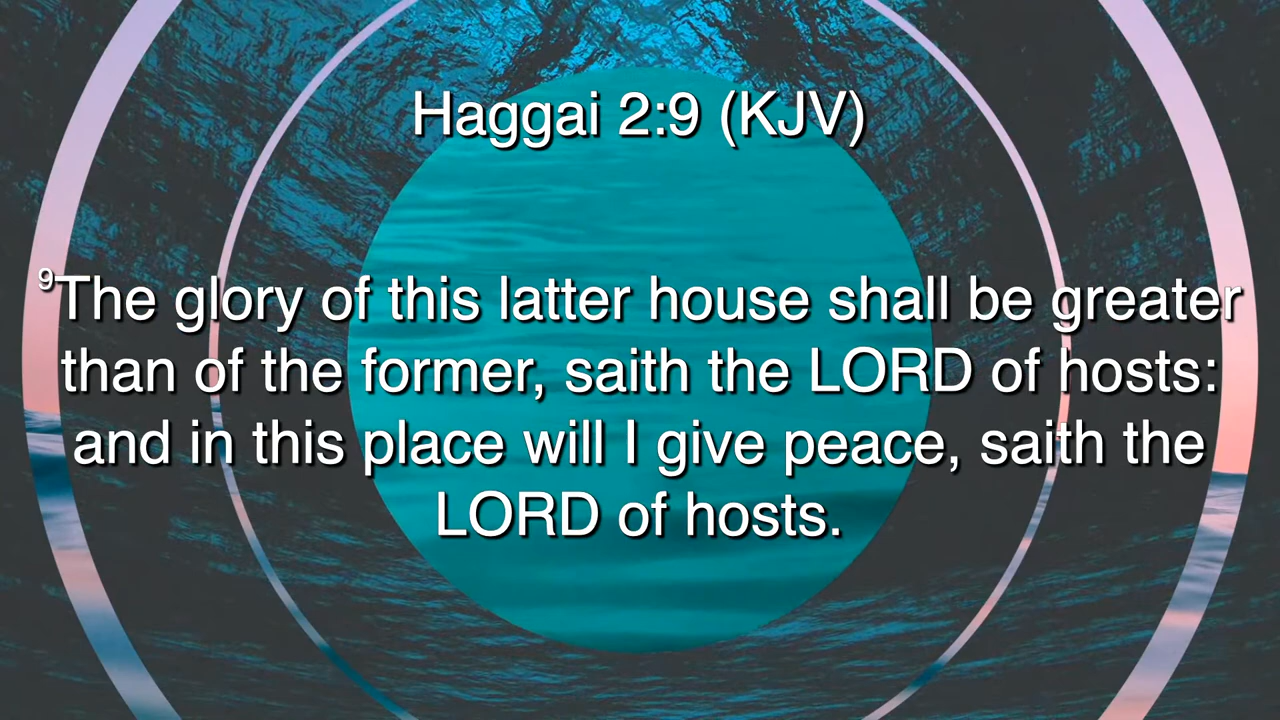 Haggai 2:9 (KJV)
9The glory of this latter house shall be greater
than of the former, saith the LORD of hosts:
and in this place will I give peace, saith the
LORD of hosts.